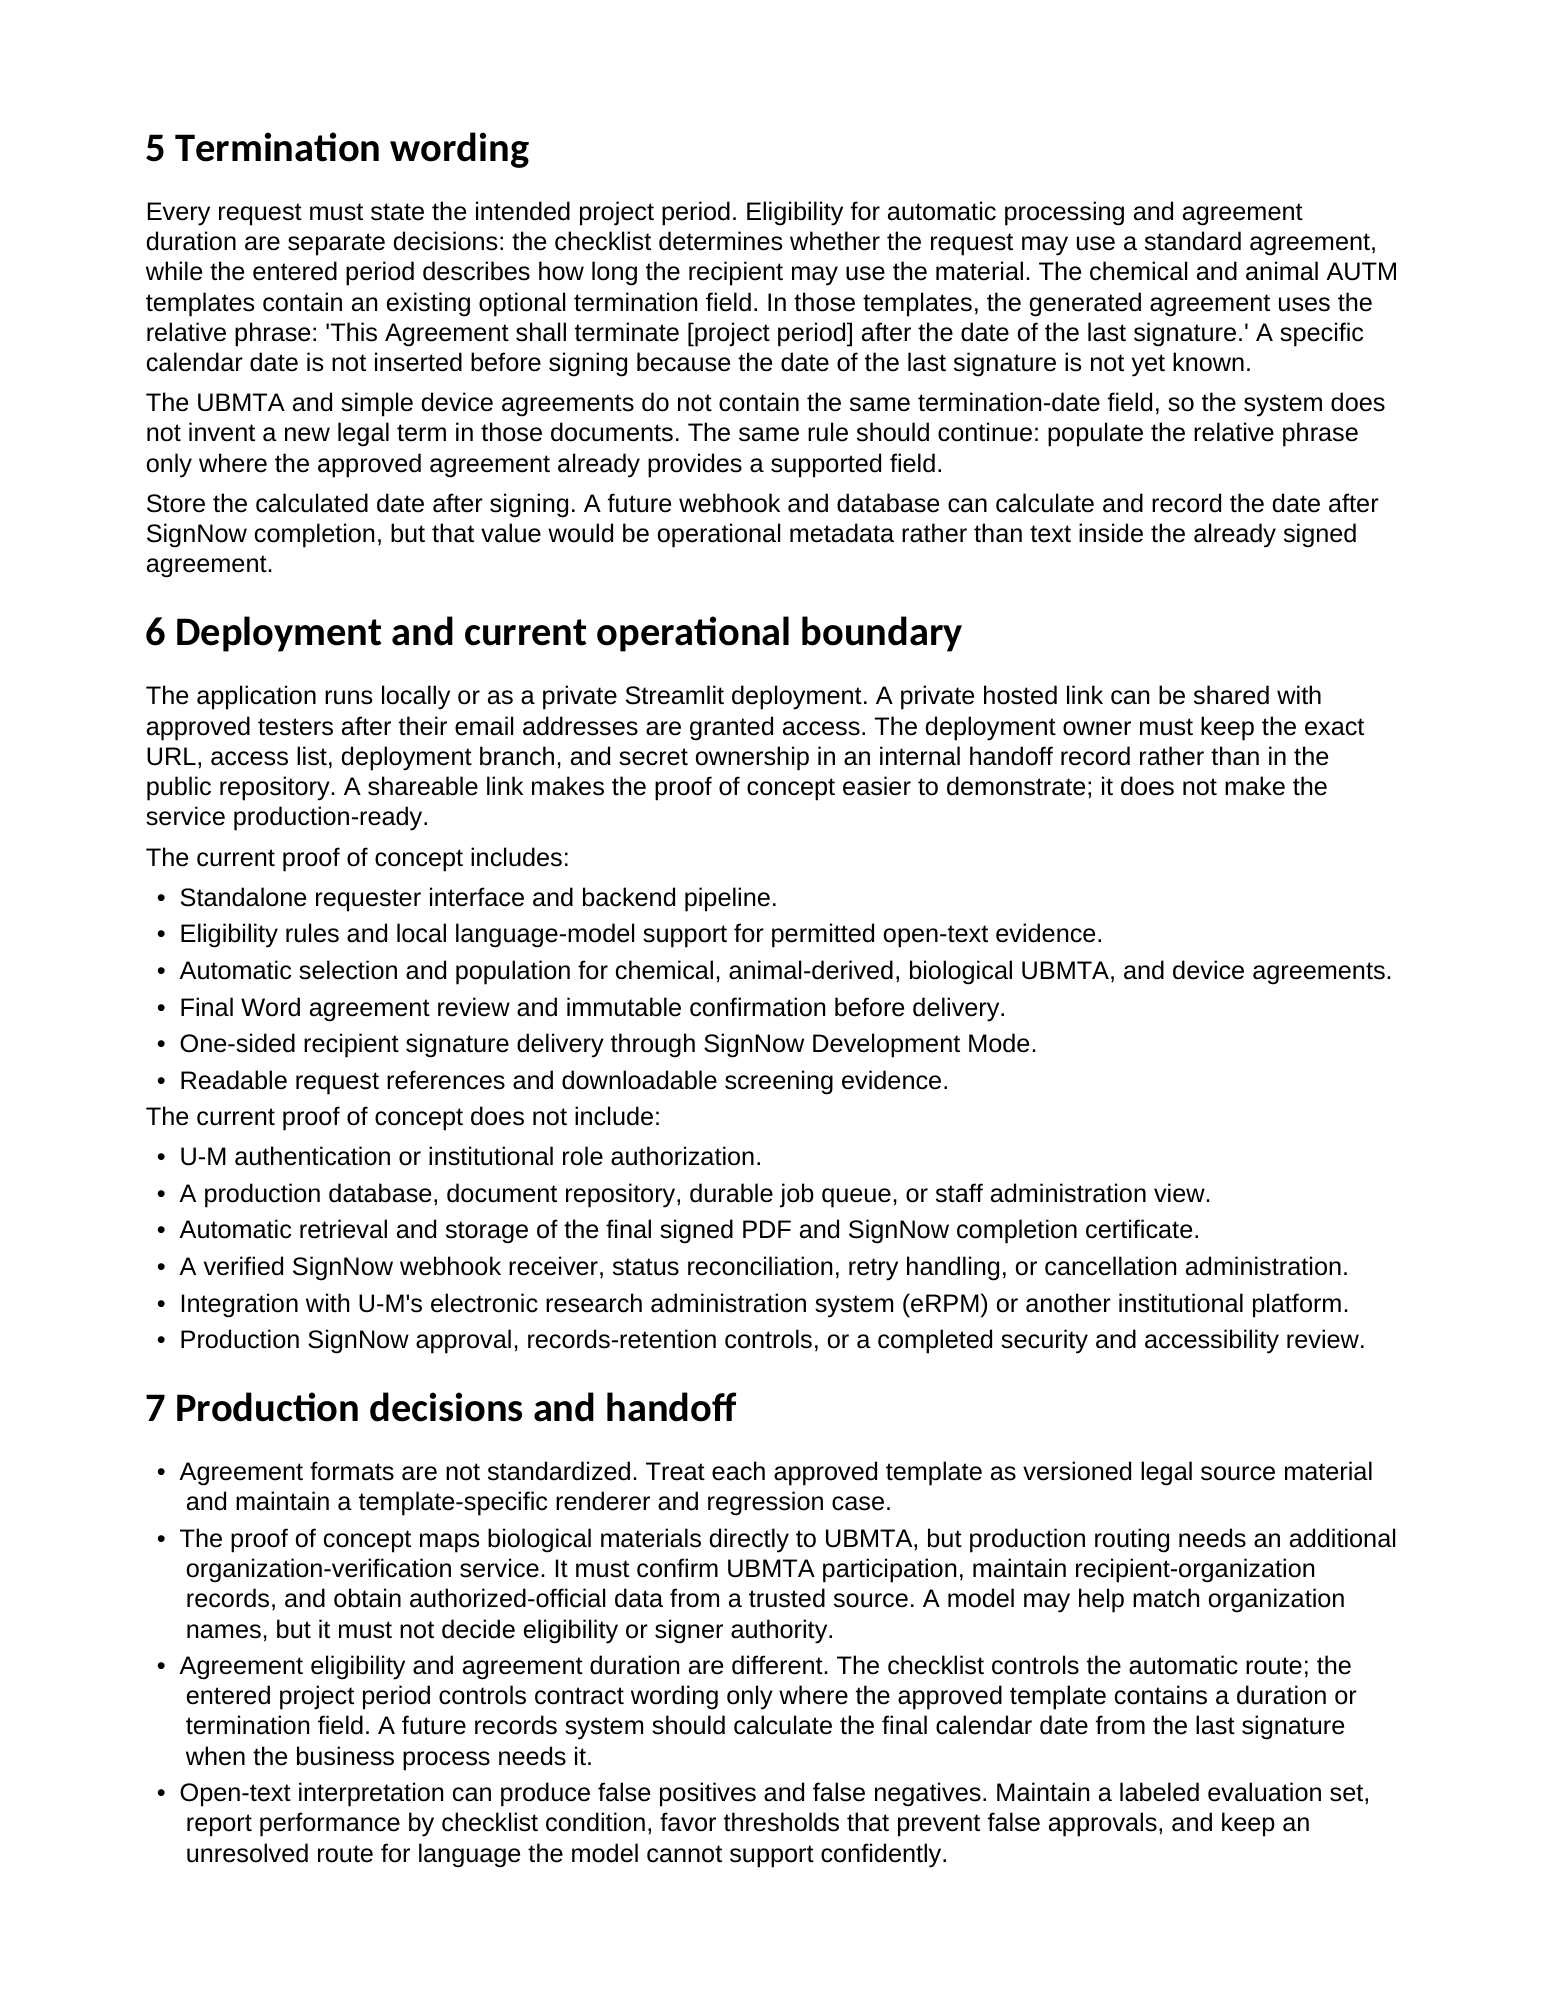 5 Termination wording
Every request must state the intended project period. Eligibility for automatic processing and agreement
duration are separate decisions: the checklist determines whether the request may use a standard agreement,
while the entered period describes how long the recipient may use the material. The chemical and animal AUTM
templates contain an existing optional termination field. In those templates, the generated agreement uses the
relative phrase: 'This Agreement shall terminate [project period] after the date of the last signature.' A specific
calendar date is not inserted before signing because the date of the last signature is not yet known.
The UBMTA and simple device agreements do not contain the same termination-date field, so the system does
not invent a new legal term in those documents. The same rule should continue: populate the relative phrase
only where the approved agreement already provides a supported field.
Store the calculated date after signing. A future webhook and database can calculate and record the date after
SignNow completion, but that value would be operational metadata rather than text inside the already signed
agreement.
6 Deployment and current operational boundary
The application runs locally or as a private Streamlit deployment. A private hosted link can be shared with
approved testers after their email addresses are granted access. The deployment owner must keep the exact
URL, access list, deployment branch, and secret ownership in an internal handoff record rather than in the
public repository. A shareable link makes the proof of concept easier to demonstrate; it does not make the
service production-ready.
The current proof of concept includes:
• Standalone requester interface and backend pipeline.
• Eligibility rules and local language-model support for permitted open-text evidence.
• Automatic selection and population for chemical, animal-derived, biological UBMTA, and device agreements.
• Final Word agreement review and immutable confirmation before delivery.
• One-sided recipient signature delivery through SignNow Development Mode.
• Readable request references and downloadable screening evidence.
The current proof of concept does not include:
• U-M authentication or institutional role authorization.
• A production database, document repository, durable job queue, or staff administration view.
• Automatic retrieval and storage of the final signed PDF and SignNow completion certificate.
• A verified SignNow webhook receiver, status reconciliation, retry handling, or cancellation administration.
• Integration with U-M's electronic research administration system (eRPM) or another institutional platform.
• Production SignNow approval, records-retention controls, or a completed security and accessibility review.
7 Production decisions and handoff
• Agreement formats are not standardized. Treat each approved template as versioned legal source material
and maintain a template-specific renderer and regression case.
• The proof of concept maps biological materials directly to UBMTA, but production routing needs an additional
organization-verification service. It must confirm UBMTA participation, maintain recipient-organization
records, and obtain authorized-official data from a trusted source. A model may help match organization
names, but it must not decide eligibility or signer authority.
• Agreement eligibility and agreement duration are different. The checklist controls the automatic route; the
entered project period controls contract wording only where the approved template contains a duration or
termination field. A future records system should calculate the final calendar date from the last signature
when the business process needs it.
• Open-text interpretation can produce false positives and false negatives. Maintain a labeled evaluation set,
report performance by checklist condition, favor thresholds that prevent false approvals, and keep an
unresolved route for language the model cannot support confidently.